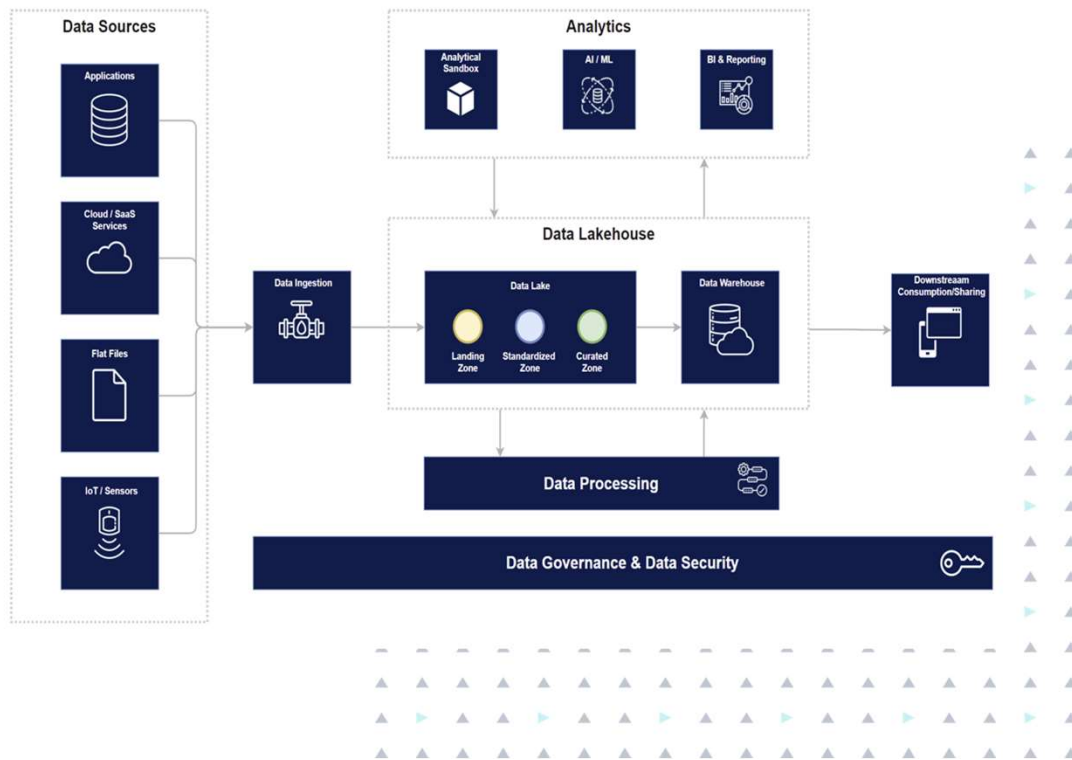 Data Sources
Applications
Cloud / SaaS
Services
Flat Files
IoT / Sensors
Data Ingestion
Analytics
Analytical
Sandbox
AI / ML
BI & Reporting
Data Lakehouse
Data Lake
Landing
Zone
Standardized
Zone
Curated
Zone
Data Warehouse
Downstreaam
Consumption/Sharing
Data Processing
Data Governance & Data Security